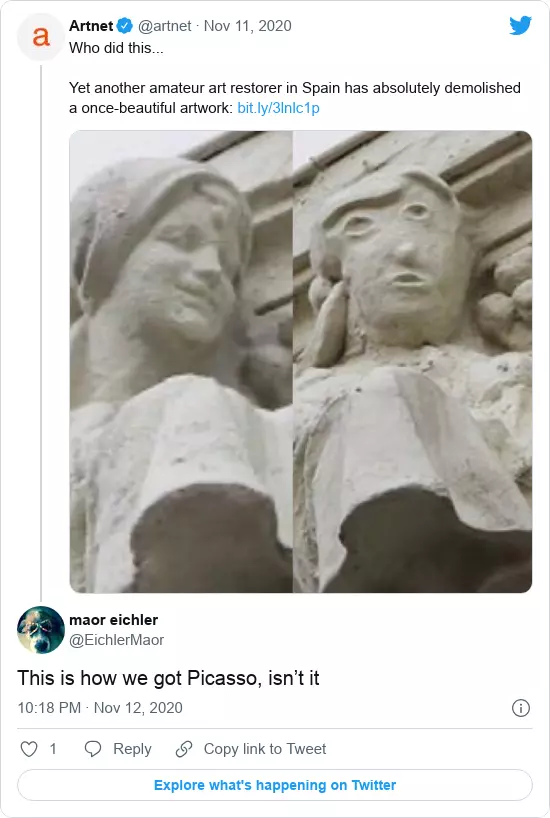 Artnet @artnet · Nov 11, 2020
Who did this...
Yet another amateur art restorer in Spain has absolutely demolished
a once-beautiful artwork: bit.ly/3lnlc1p
maor eichler
@EichlerMaor
This is how we got Picasso, isn’t it
10:18 PM · Nov 12, 2020
1 Reply Copy link to Tweet
Explore what's happening on Twitter